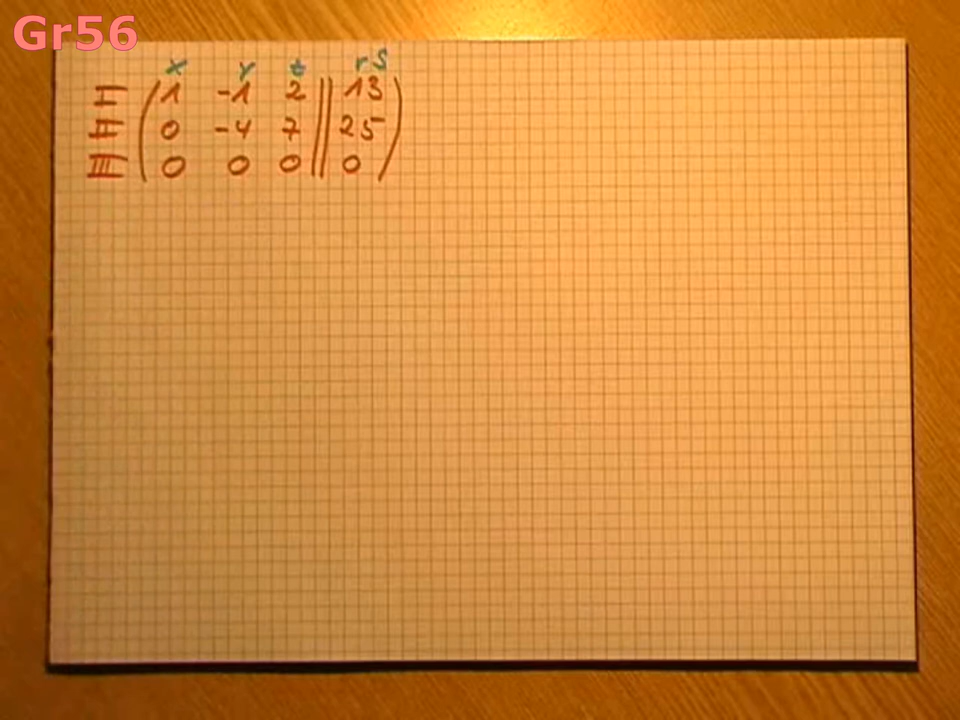 Gr56
x y z rS
I ( 1 -1 2 || 13 )
II ( 0 -4 7 || 25 )
III ( 0 0 0 || 0 )